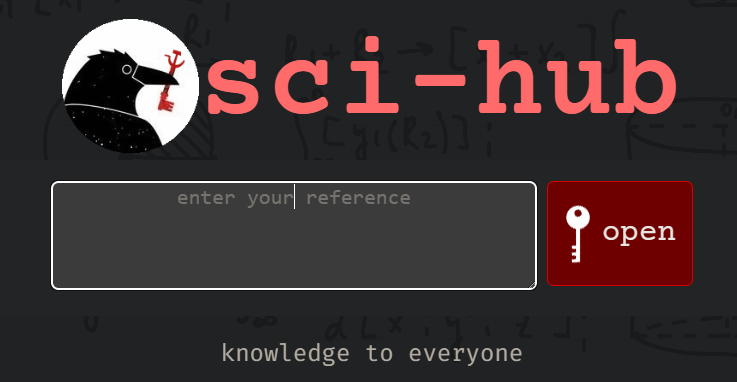 sci-hub
enter your reference
open
knowledge to everyone